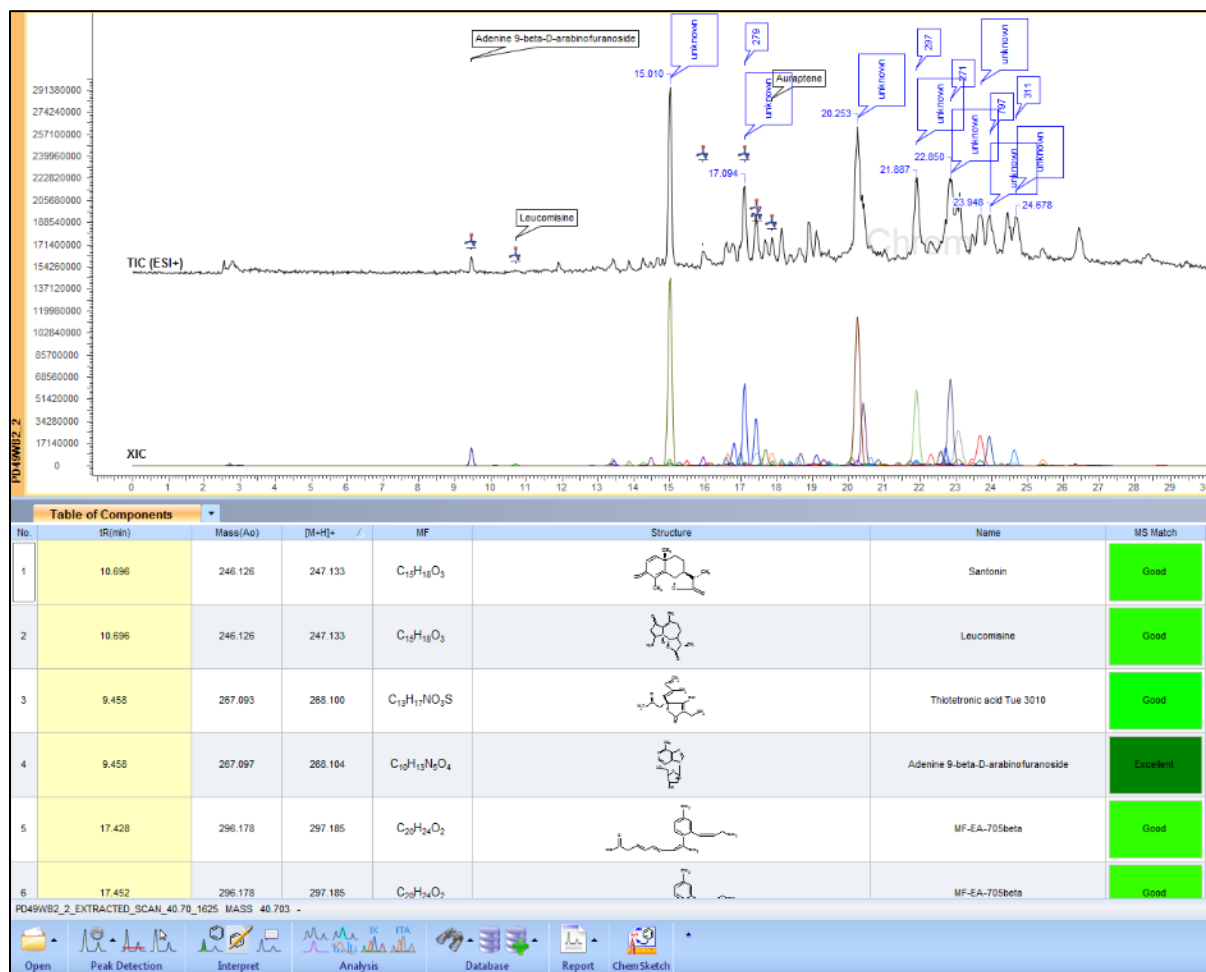 Adenine 9-beta-D-arabinofuranoside
unknown
279
unknown
Auraptene
unknown
297
unknown
271
unknown
unknown
797
unknown
311
unknown
15.010
20.253
17.094
21.887
22.850
23.948
24.678
Leucomisine
291380000
274240000
257100000
239960000
222820000
205680000
188540000
171400000
154260000
137120000
119980000
102840000
85700000
68560000
51420000
34280000
17140000
0
TIC (ESI+)
Chrom
XIC
PD49WB2_2
0 1 2 3 4 5 6 7 8 9 10 11 12 13 14 15 16 17 18 19 20 21 22 23 24 25 26 27 28 29
Table of Components
No. tR(min) Mass(Ao) [M+H]+ MF Structure Name MS Match
1 10.696 246.126 247.133 C15H18O3 Santonin Good
2 10.696 246.126 247.133 C15H18O3 Leucomisine Good
3 9.458 267.093 268.100 C13H17NO3S Thiotetronic acid Tue 3010 Good
4 9.458 267.097 268.104 C10H13N5O4 Adenine 9-beta-D-arabinofuranoside Excellent
5 17.428 296.178 297.185 C20H24O2 MF-EA-705beta Good
6 17.452 296.178 297.185 C20H24O2 MF-EA-705beta Good
PD49WB2_2_EXTRACTED_SCAN_40.70_1625 MASS 40.703 -
IX ITA
Open Peak Detection Interpret Analysis Database Report ChemSketch